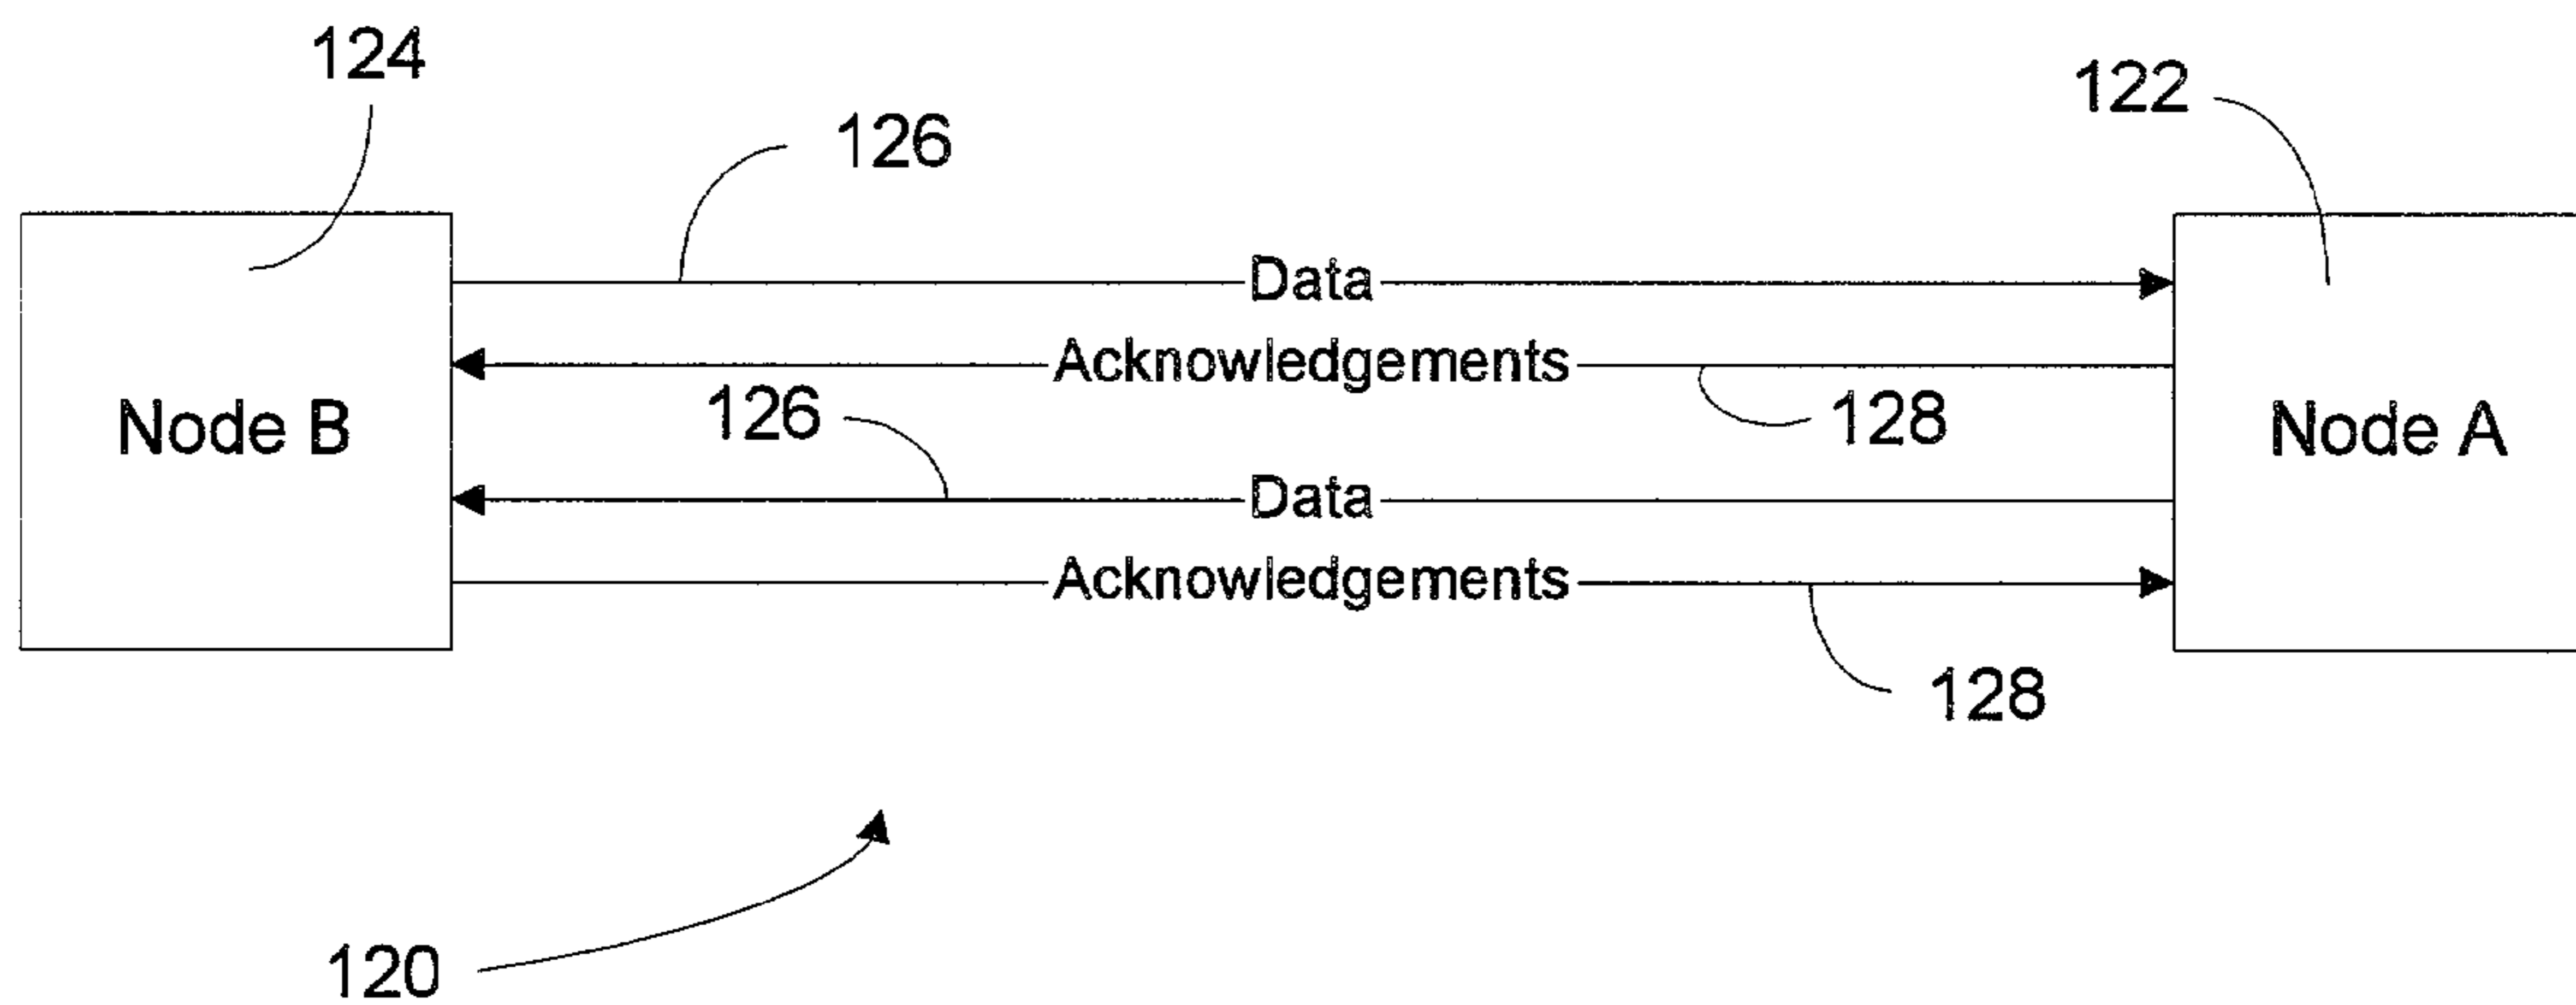 124
122
126
Data
Acknowledgements
126
128
Node B
Node A
Data
Acknowledgements
128
120